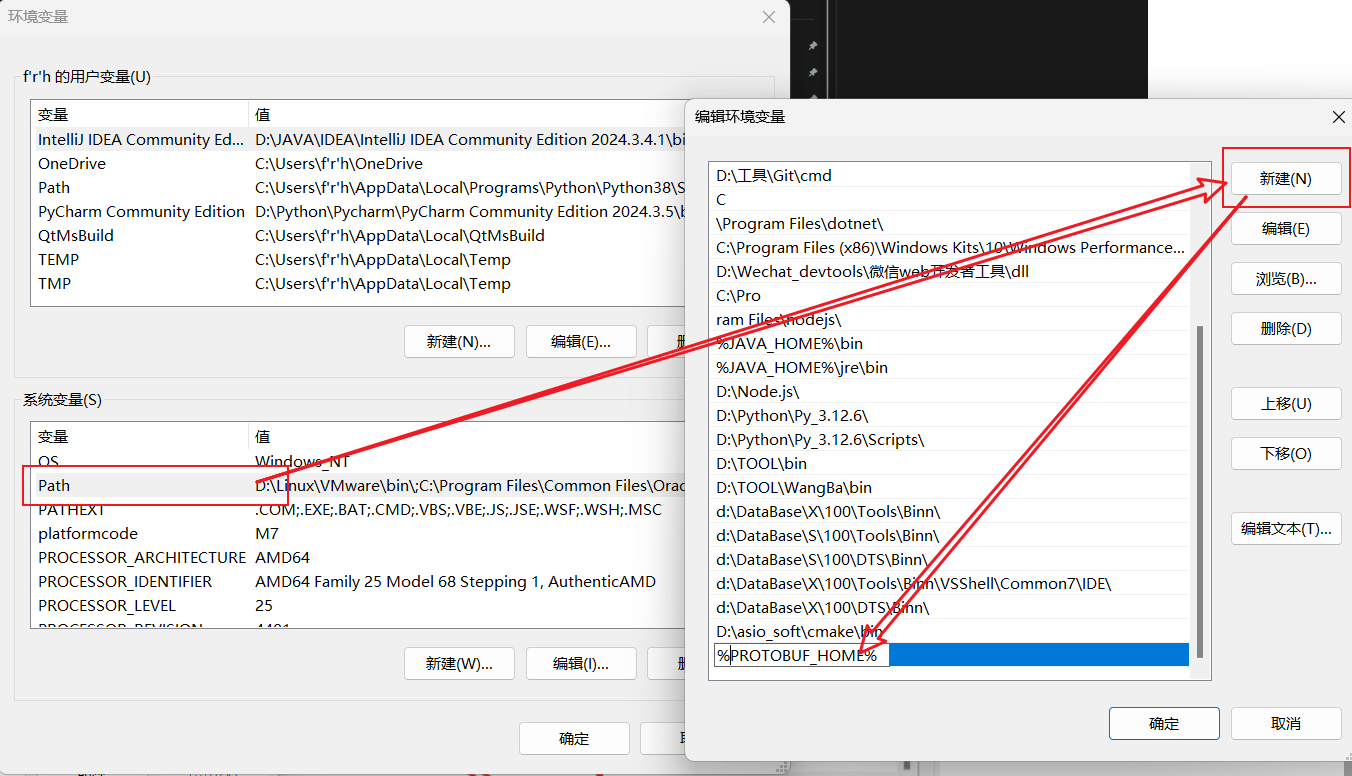 环境变量
f'r'h 的用户变量(U)
变量 值
IntelliJ IDEA Community Ed... D:\JAVA\IDEA\IntelliJ IDEA Community Edition 2024.3.4.1\bi
OneDrive C:\Users\f'r'h\OneDrive
Path C:\Users\f'r'h\AppData\Local\Programs\Python\Python38\S
PyCharm Community Edition D:\Python\Pycharm\PyCharm Community Edition 2024.3.5\b
QtMsBuild C:\Users\f'r'h\AppData\Local\QtMsBuild
TEMP C:\Users\f'r'h\AppData\Local\Temp
TMP C:\Users\f'r'h\AppData\Local\Temp
新建(N)... 编辑(E)...
系统变量(S)
变量 值
OS Windows_NT
Path D:\Linux\VMware\bin\;C:\Program Files\Common Files\Orac
PATHEXT .COM;.EXE;.BAT;.CMD;.VBS;.VBE;.JS;.JSE;.WSF;.WSH;.MSC
platformcode M7
PROCESSOR_ARCHITECTURE AMD64
PROCESSOR_IDENTIFIER AMD64 Family 25 Model 68 Stepping 1, AuthenticAMD
PROCESSOR_LEVEL 25
PROCESSOR_REVISION 4401
新建(W)... 编辑(I)...
确定
编辑环境变量
D:\工具\Git\cmd
C
\Program Files\dotnet\
C:\Program Files (x86)\Windows Kits\10\Windows Performance...
D:\Wechat_devtools\微信web开发者工具\dll
C:\Pro
ram Files\nodejs\
%JAVA_HOME%\bin
%JAVA_HOME%\jre\bin
D:\Node.js\
D:\Python\Py_3.12.6\
D:\Python\Py_3.12.6\Scripts\
D:\TOOL\bin
D:\TOOL\WangBa\bin
d:\DataBase\X\100\Tools\Binn\
d:\DataBase\S\100\Tools\Binn\
d:\DataBase\S\100\DTS\Binn\
d:\DataBase\X\100\Tools\Binn\VSShell\Common7\IDE\
d:\DataBase\X\100\DTS\Binn\
D:\asio_soft\cmake\bin
%PROTOBUF_HOME%
新建(N)
编辑(E)
浏览(B)...
删除(D)
上移(U)
下移(O)
编辑文本(T)...
确定 取消